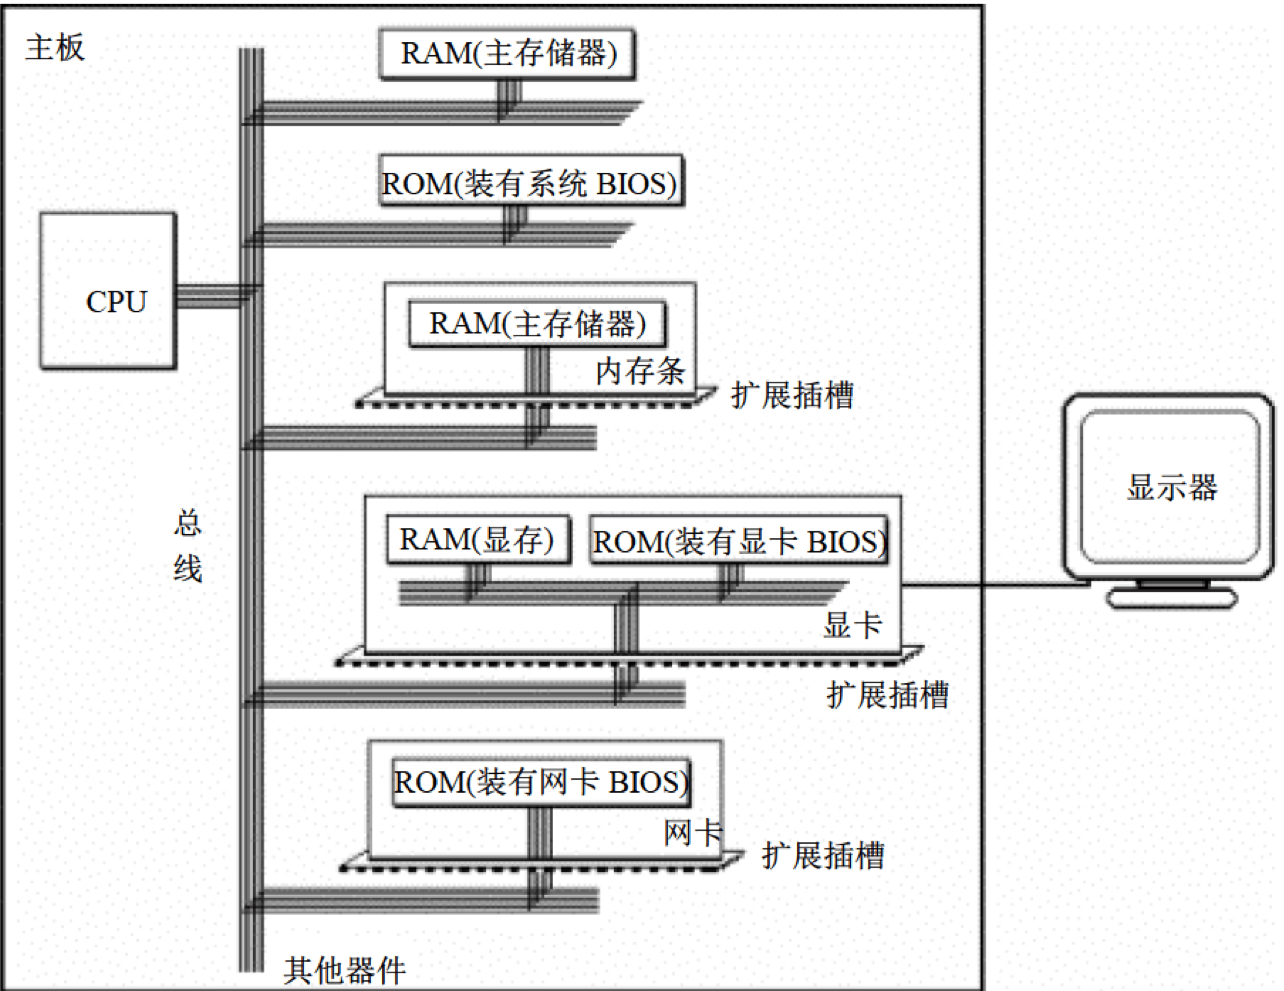 主板
RAM(主存储器)
ROM(装有系统 BIOS)
CPU
RAM(主存储器)
内存条
扩展插槽
显示器
总
线
RAM(显存)
ROM(装有显卡 BIOS)
显卡
扩展插槽
ROM(装有网卡 BIOS)
网卡
扩展插槽
其他器件